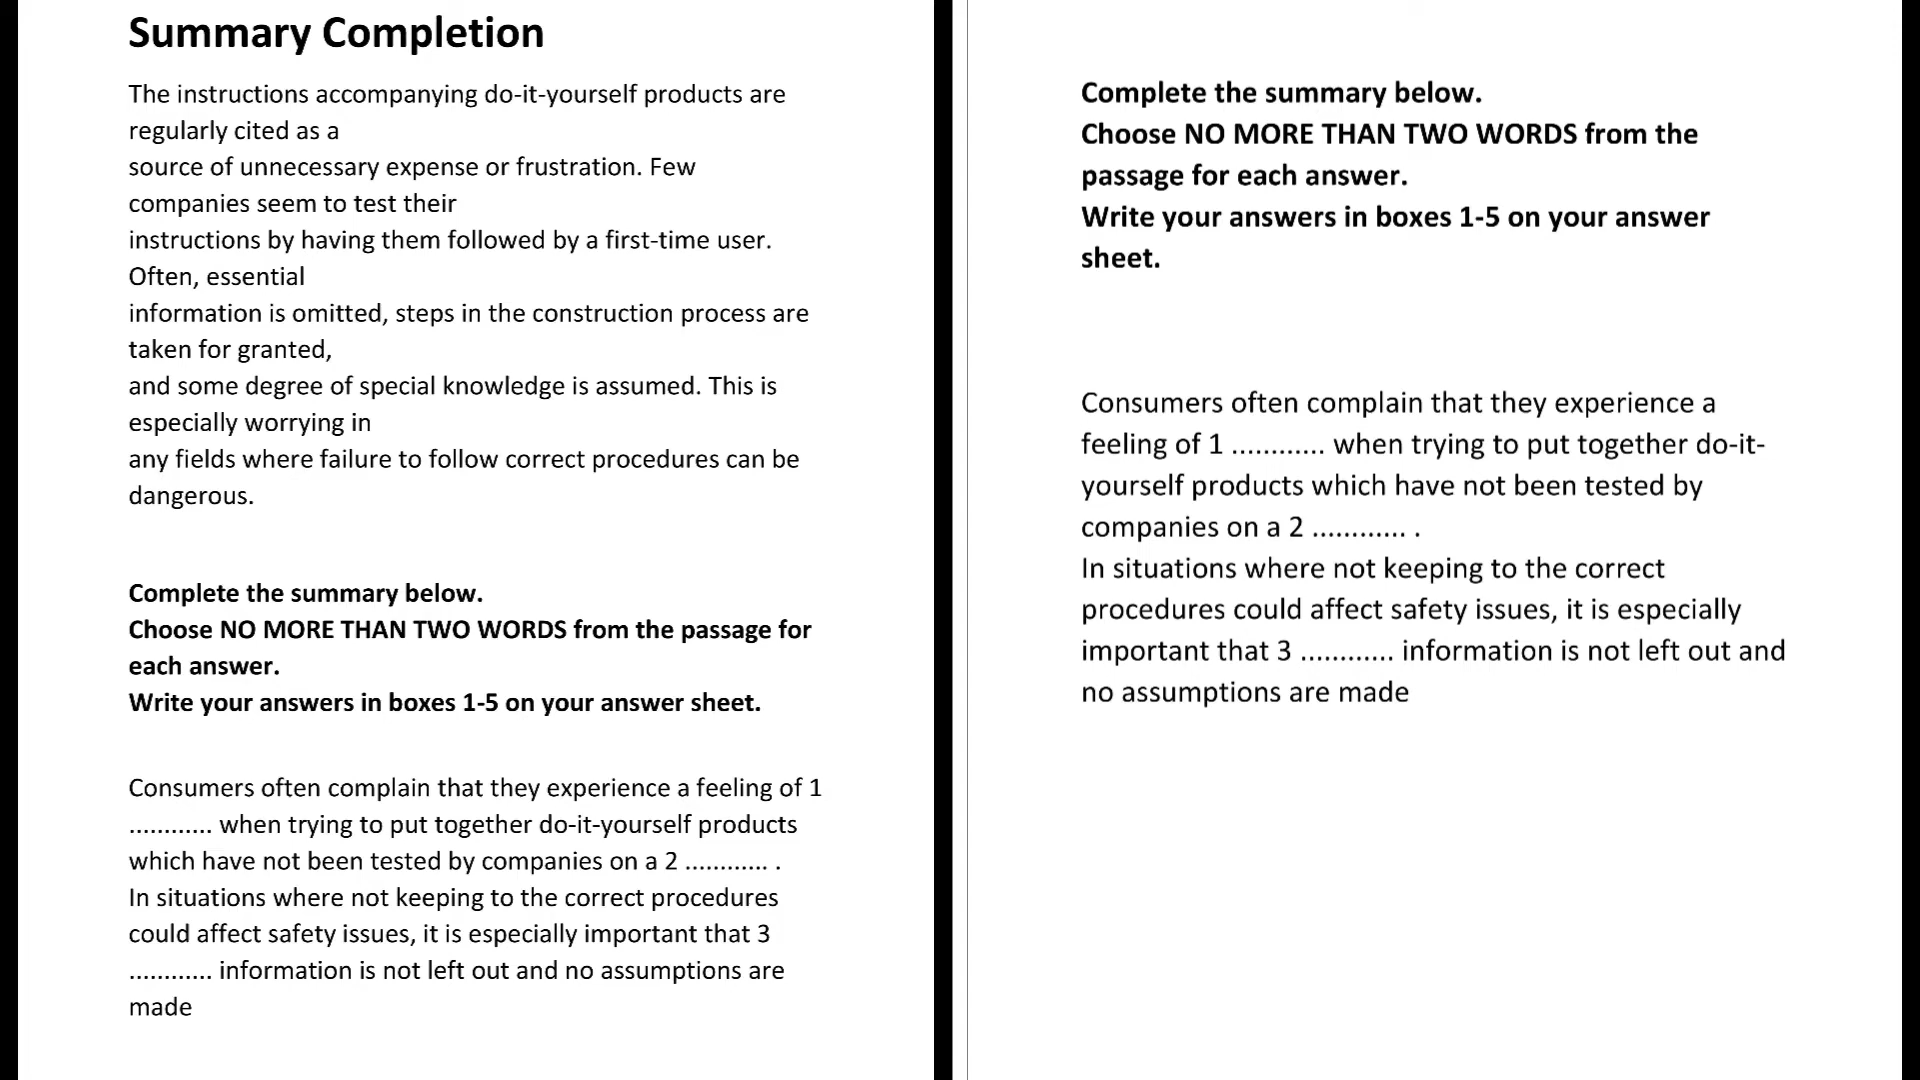 Summary Completion
The instructions accompanying do-it-yourself products are
regularly cited as a
source of unnecessary expense or frustration. Few
companies seem to test their
instructions by having them followed by a first-time user.
Often, essential
information is omitted, steps in the construction process are
taken for granted,
and some degree of special knowledge is assumed. This is
especially worrying in
any fields where failure to follow correct procedures can be
dangerous.
Complete the summary below.
Choose NO MORE THAN TWO WORDS from the passage for
each answer.
Write your answers in boxes 1-5 on your answer sheet.
Consumers often complain that they experience a feeling of 1
............ when trying to put together do-it-yourself products
which have not been tested by companies on a 2 ............ .
In situations where not keeping to the correct procedures
could affect safety issues, it is especially important that 3
............ information is not left out and no assumptions are
made
Complete the summary below.
Choose NO MORE THAN TWO WORDS from the
passage for each answer.
Write your answers in boxes 1-5 on your answer
sheet.
Consumers often complain that they experience a
feeling of 1 ............ when trying to put together do-it-
yourself products which have not been tested by
companies on a 2 ............ .
In situations where not keeping to the correct
procedures could affect safety issues, it is especially
important that 3 ............ information is not left out and
no assumptions are made